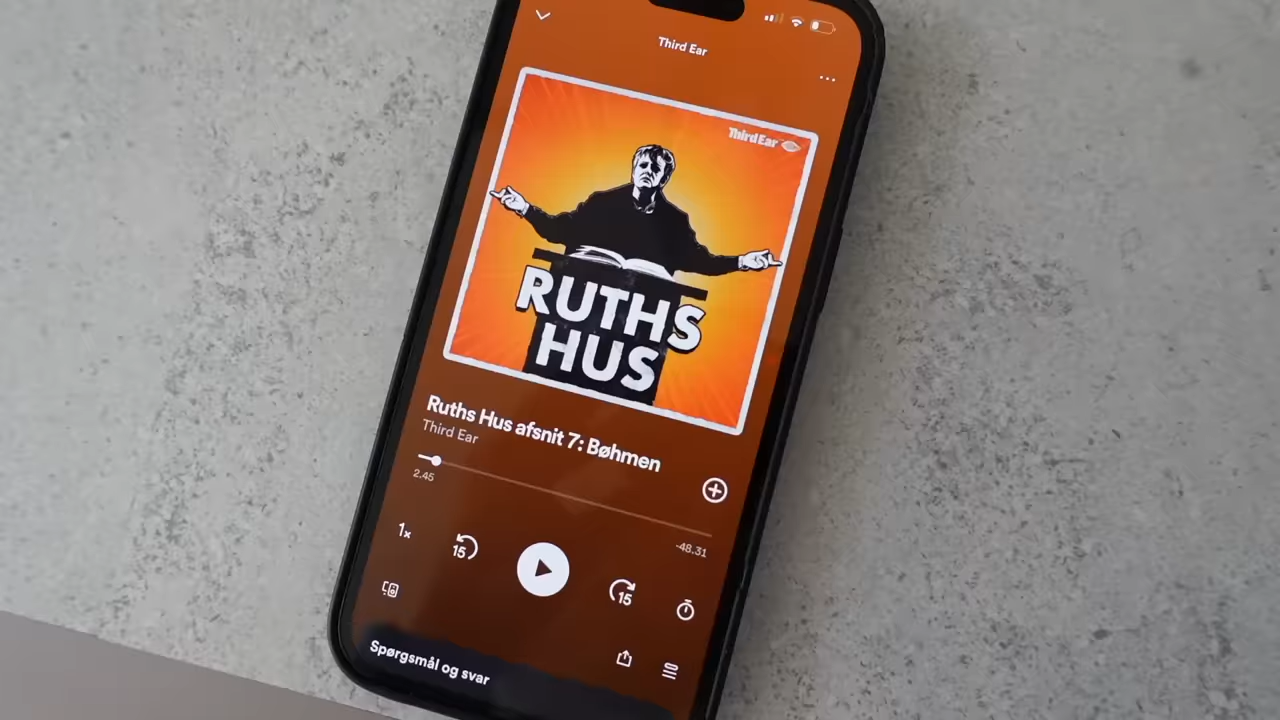 Third Ear
Third Ear
RUTHS
HUS
Ruths Hus afsnit 7: Bøhmen
Third Ear
2.45
-48.31
1x
15
15
Spørgsmål og svar